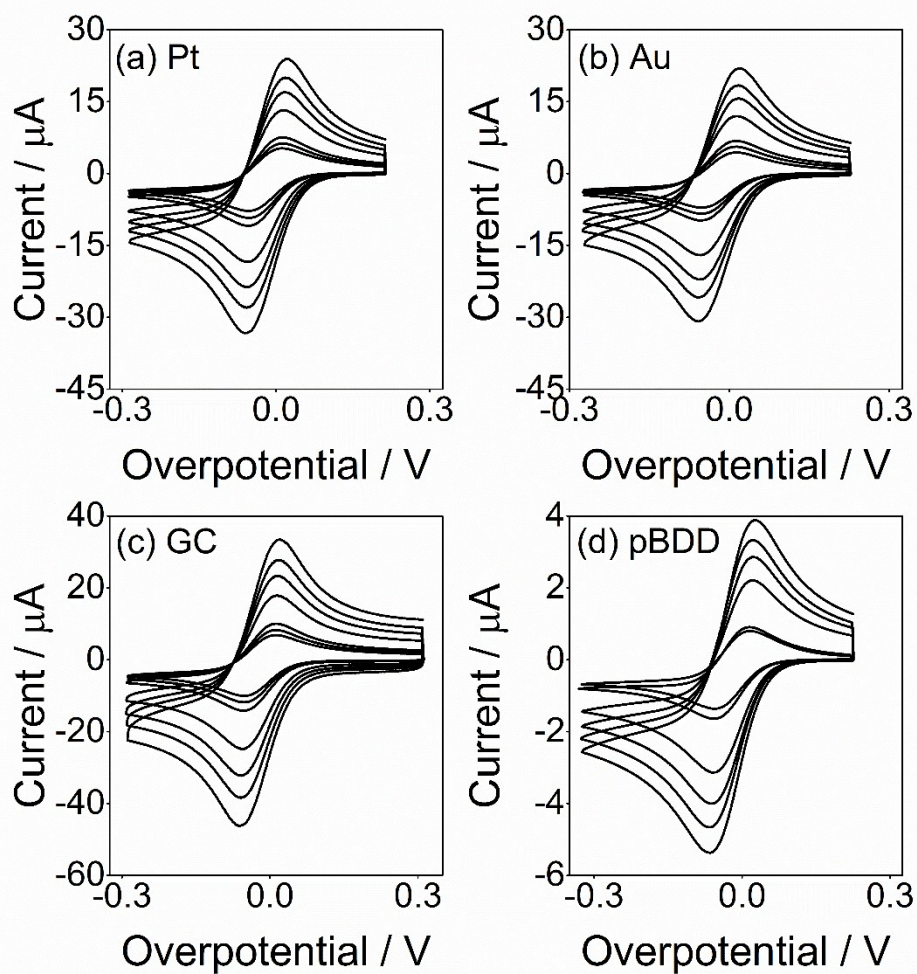 (a) Pt
30
15
0
-15
-30
-45
Current / μA
-0.3 0.0 0.3
Overpotential / V
(b) Au
30
15
0
-15
-30
-45
Current / μA
-0.3 0.0 0.3
Overpotential / V
(c) GC
40
20
0
-20
-40
-60
Current / μA
-0.3 0.0 0.3
Overpotential / V
(d) pBDD
4
2
0
-2
-4
-6
Current / μA
-0.3 0.0 0.3
Overpotential / V